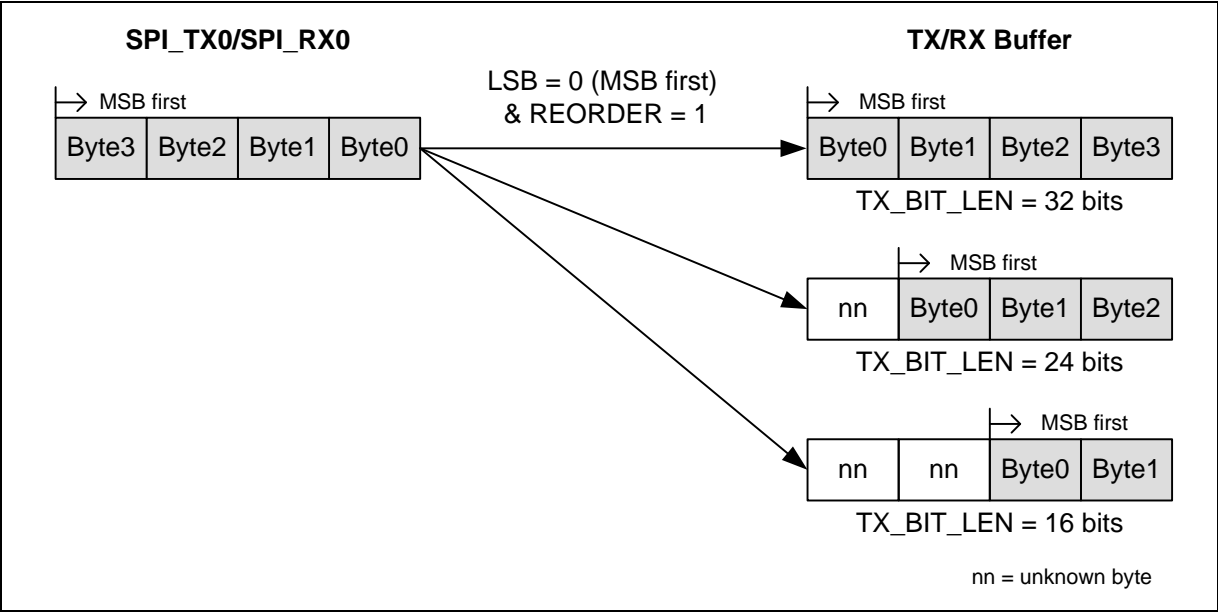 SPI_TX0/SPI_RX0
TX/RX Buffer
LSB = 0 (MSB first)
& REORDER = 1
MSB first
MSB first
Byte3 Byte2 Byte1 Byte0
Byte0 Byte1 Byte2 Byte3
TX_BIT_LEN = 32 bits
MSB first
nn Byte0 Byte1 Byte2
TX_BIT_LEN = 24 bits
MSB first
nn nn Byte0 Byte1
TX_BIT_LEN = 16 bits
nn = unknown byte